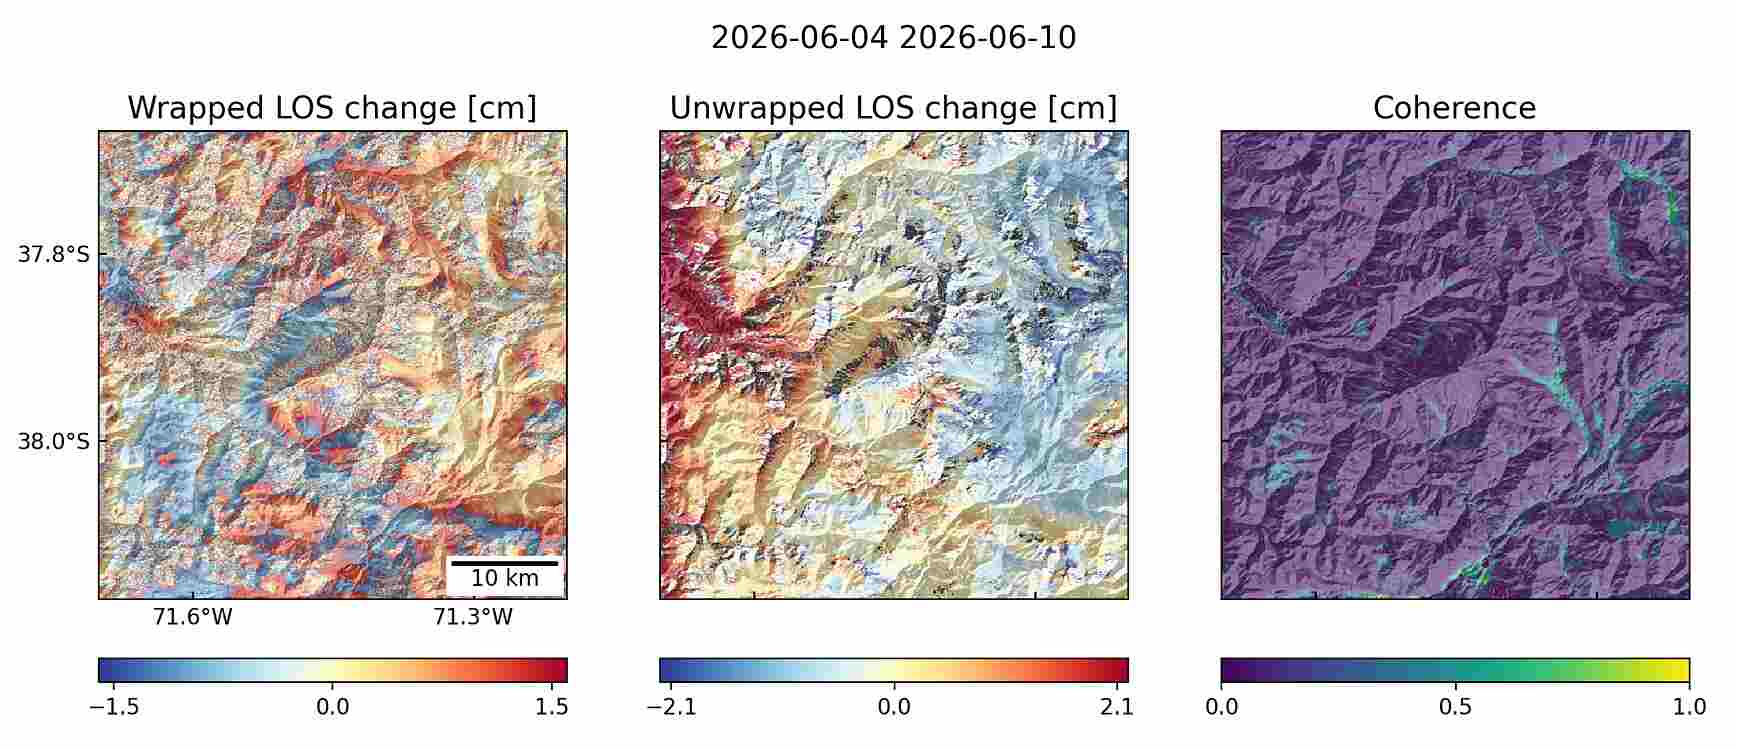 2026-06-04 2026-06-10
Wrapped LOS change [cm]
Unwrapped LOS change [cm]
Coherence
37.8°S
38.0°S
10 km
71.6°W
71.3°W
−1.5
0.0
1.5
−2.1
0.0
2.1
0.0
0.5
1.0